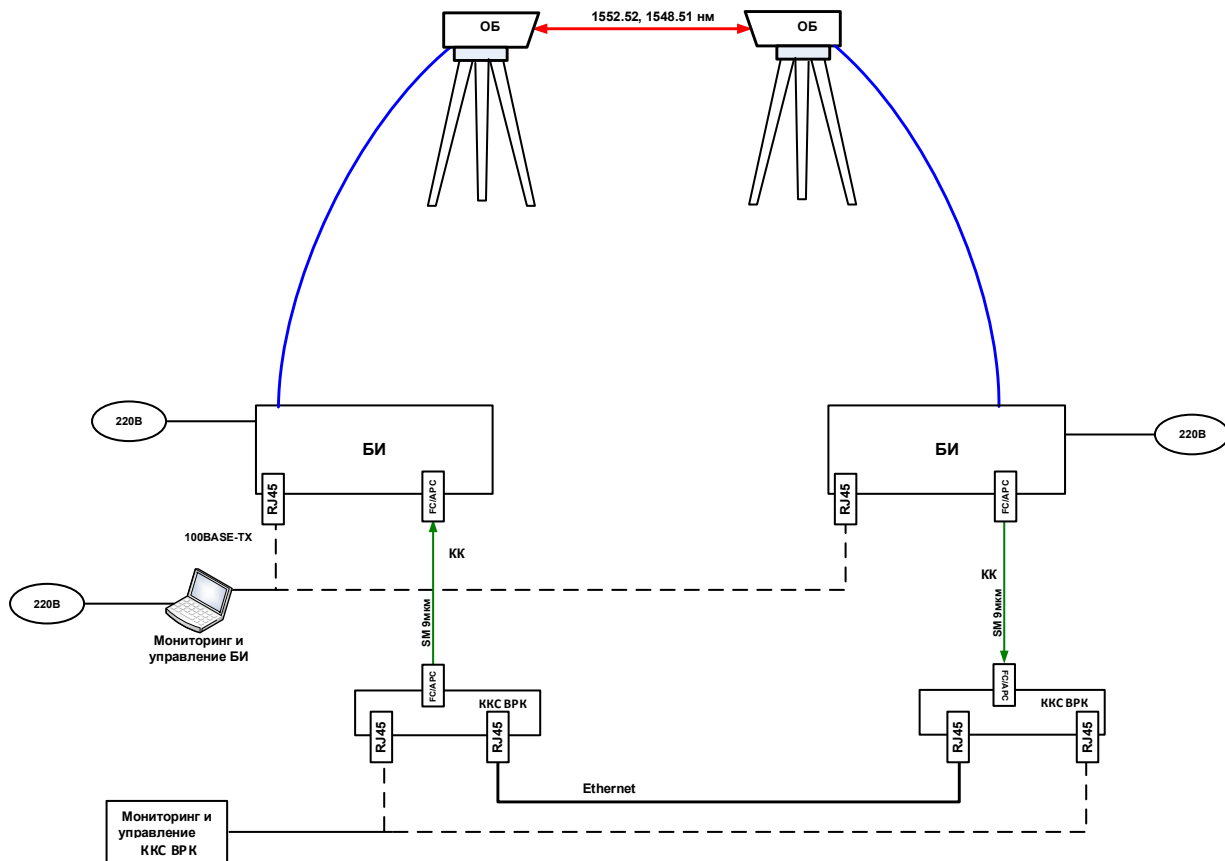 ОБ
1552.52, 1548.51 нм
ОБ
220В
БИ
БИ
220В
RJ45
FC/APC
RJ45
FC/APC
100BASE-TX
КК
КК
220В
SM 9мкм
SM 9мкм
Мониторинг и
управление БИ
FC/APC
FC/APC
ККС ВРК
ККС ВРК
RJ45
RJ45
RJ45
RJ45
Ethernet
Мониторинг и
управление
ККС ВРК